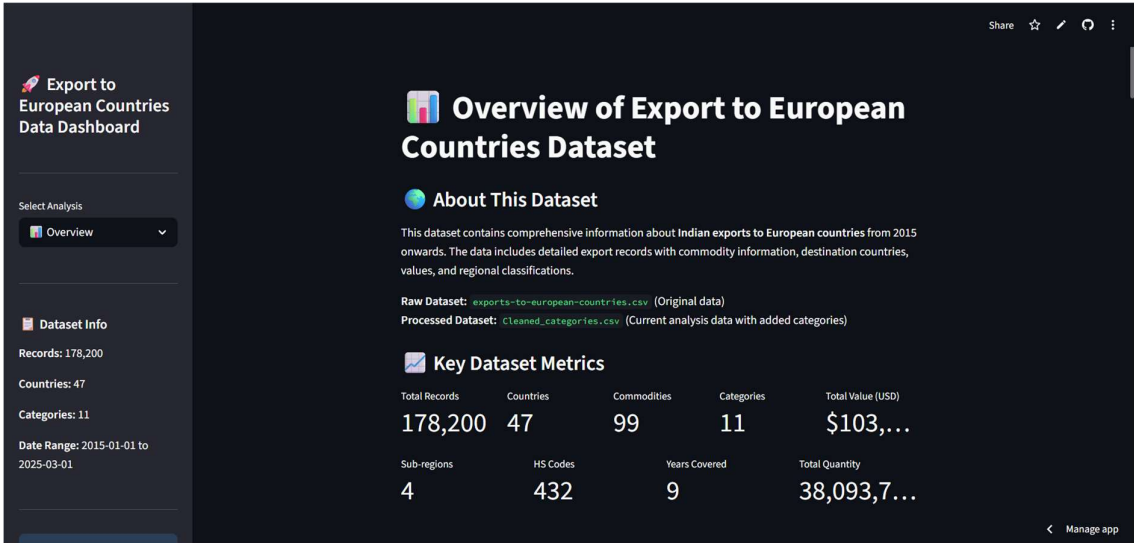 Share
🚀 Export to
European Countries
Data Dashboard
Select Analysis
📊 Overview
📋 Dataset Info
Records: 178,200
Countries: 47
Categories: 11
Date Range: 2015-01-01 to
2025-03-01
📊 Overview of Export to European
Countries Dataset
🌍 About This Dataset
This dataset contains comprehensive information about Indian exports to European countries from 2015
onwards. The data includes detailed export records with commodity information, destination countries,
values, and regional classifications.
Raw Dataset: exports-to-european-countries.csv (Original data)
Processed Dataset: Cleaned_categories.csv (Current analysis data with added categories)
📈 Key Dataset Metrics
Total Records Countries Commodities Categories Total Value (USD)
178,200 47 99 11 $103,...
Sub-regions HS Codes Years Covered Total Quantity
4 432 9 38,093,7...
Manage app